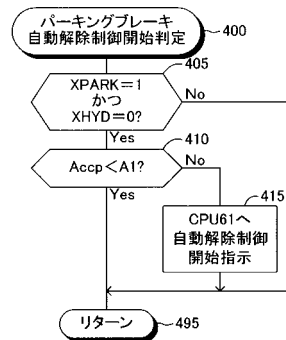 パーキングブレーキ
自動解除制御開始判定
400
405
XPARK=1
かつ
XHYD=0?
No
Yes
410
Accp<A1?
No
Yes
415
CPU61へ
自動解除制御
開始指示
リターン
495